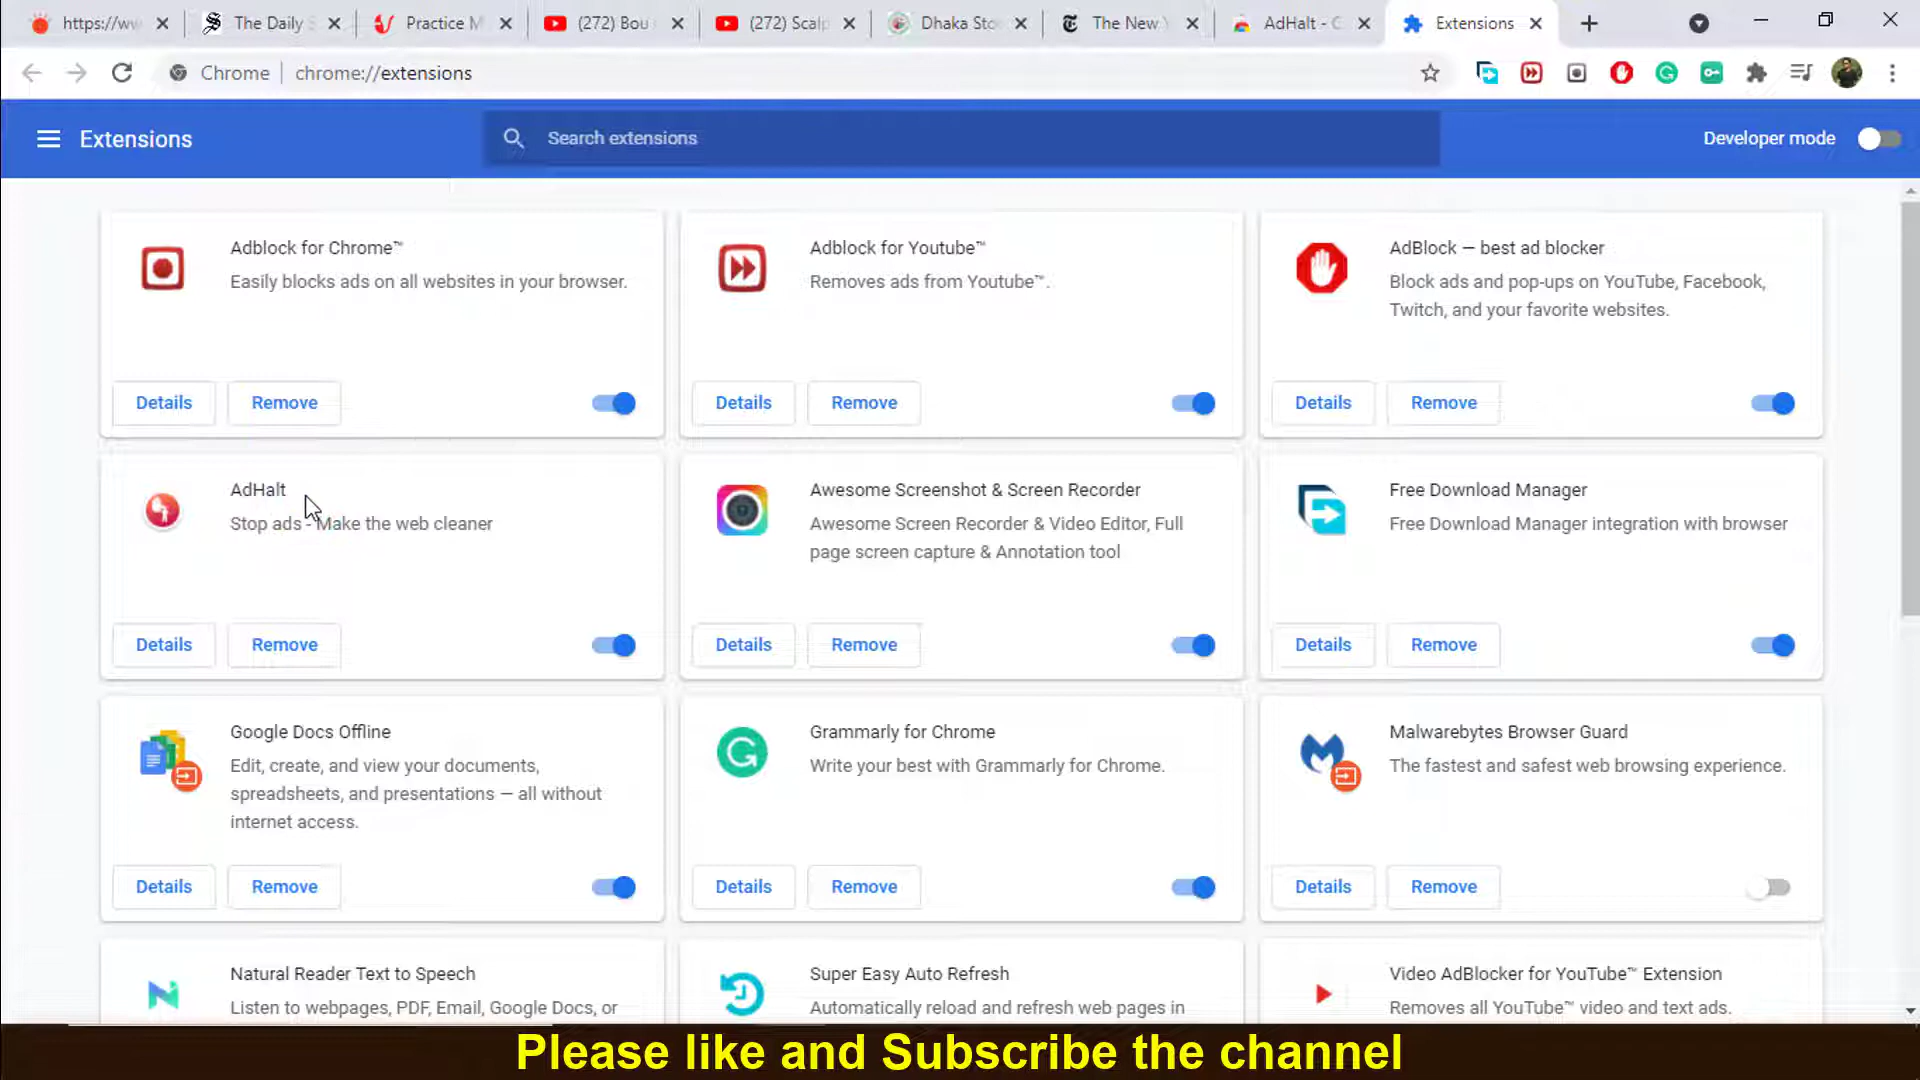 https://ww
The Daily S
Practice M
(272) Bou
(272) Scalp
Dhaka Sto
The New Y
AdHalt - C
Extensions
Chrome
chrome://extensions
Extensions
Search extensions
Developer mode
Adblock for Chrome™
Easily blocks ads on all websites in your browser.
Details
Remove
Adblock for Youtube™
Removes ads from Youtube™.
Details
Remove
AdBlock — best ad blocker
Block ads and pop-ups on YouTube, Facebook,
Twitch, and your favorite websites.
Details
Remove
AdHalt
Stop ads - Make the web cleaner
Details
Remove
Awesome Screenshot & Screen Recorder
Awesome Screen Recorder & Video Editor, Full
page screen capture & Annotation tool
Details
Remove
Free Download Manager
Free Download Manager integration with browser
Details
Remove
Google Docs Offline
Edit, create, and view your documents,
spreadsheets, and presentations — all without
internet access.
Details
Remove
Grammarly for Chrome
Write your best with Grammarly for Chrome.
Details
Remove
Malwarebytes Browser Guard
The fastest and safest web browsing experience.
Details
Remove
Natural Reader Text to Speech
Listen to webpages, PDF, Email, Google Docs, or
Super Easy Auto Refresh
Automatically reload and refresh web pages in
Video AdBlocker for YouTube™ Extension
Removes all YouTube™ video and text ads.
Please like and Subscribe the channel